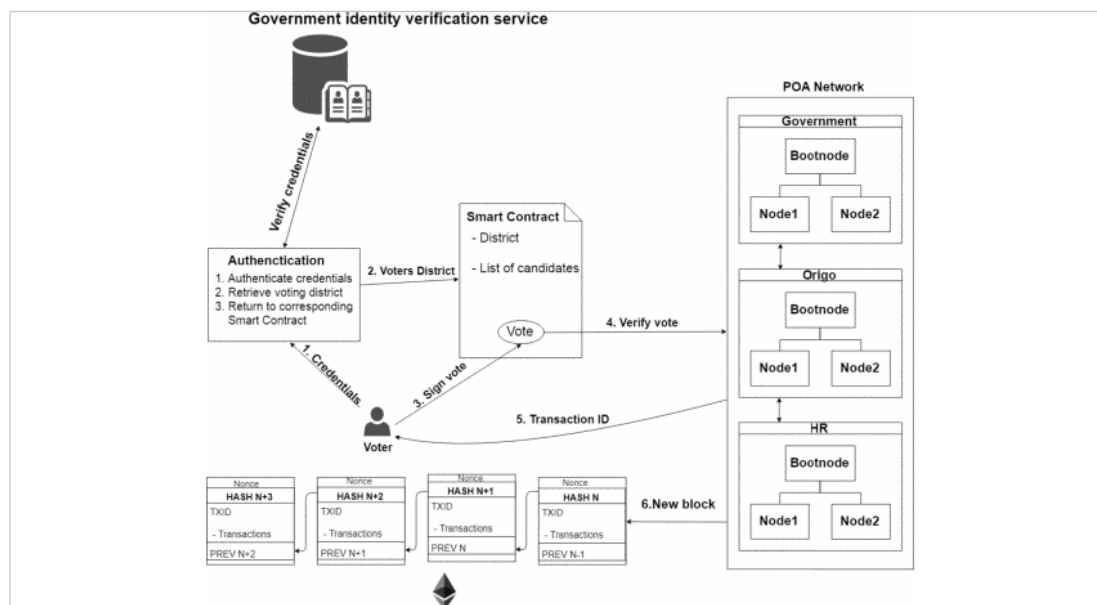 Government identity verification service
POA Network
Government
Bootnode
Node1
Node2
Verify credentials
Smart Contract
- District
- List of candidates
Vote
Authenctication
1. Authenticate credentials
2. Retrieve voting district
3. Return to corresponding
Smart Contract
2. Voters District
Origo
Bootnode
Node1
Node2
4. Verify vote
1. Credentials
3. Sign vote
5. Transaction ID
Voter
HR
Bootnode
Node1
Node2
6.New block
Nonce
HASH N+3
TXID
- Transactions
PREV N+2
Nonce
HASH N+2
TXID
- Transactions
PREV N+1
Nonce
HASH N+1
TXID
- Transactions
PREV N
Nonce
HASH N
TXID
- Transactions
PREV N-1